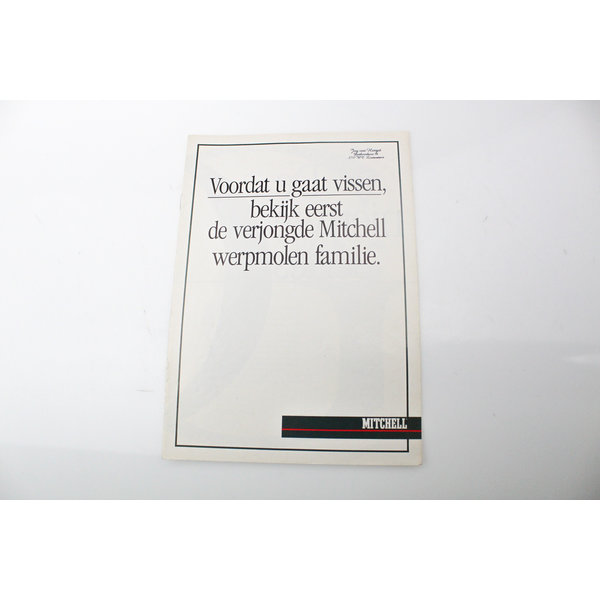 Voordat u gaat vissen,
bekijk eerst
de verjongde Mitchell
werpmolen familie.
MITCHELL